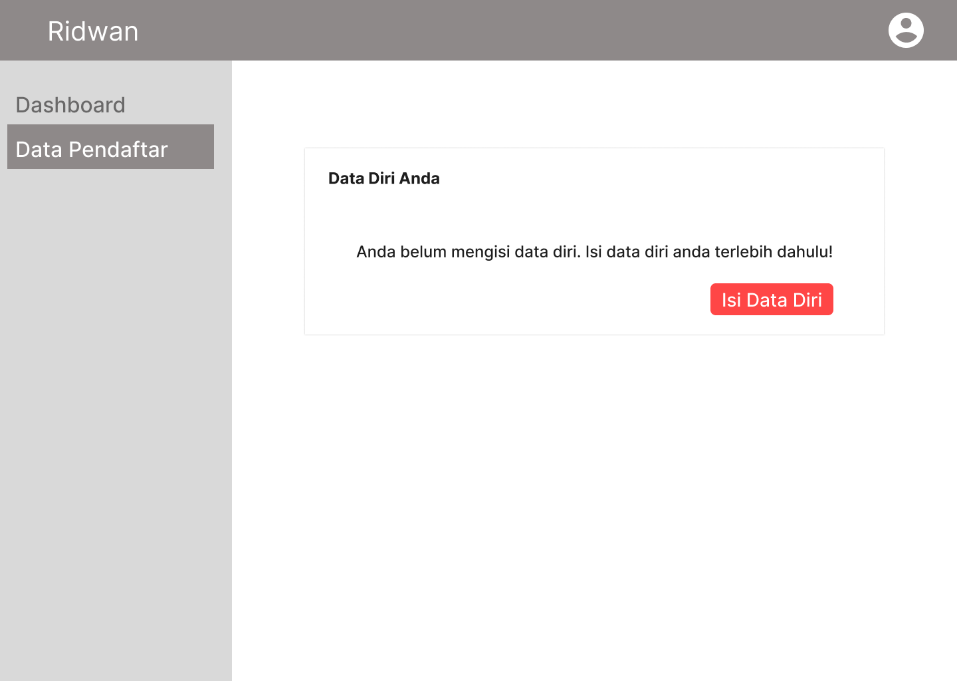 Ridwan
Dashboard
Data Pendaftar
Data Diri Anda
Anda belum mengisi data diri. Isi data diri anda terlebih dahulu!
Isi Data Diri